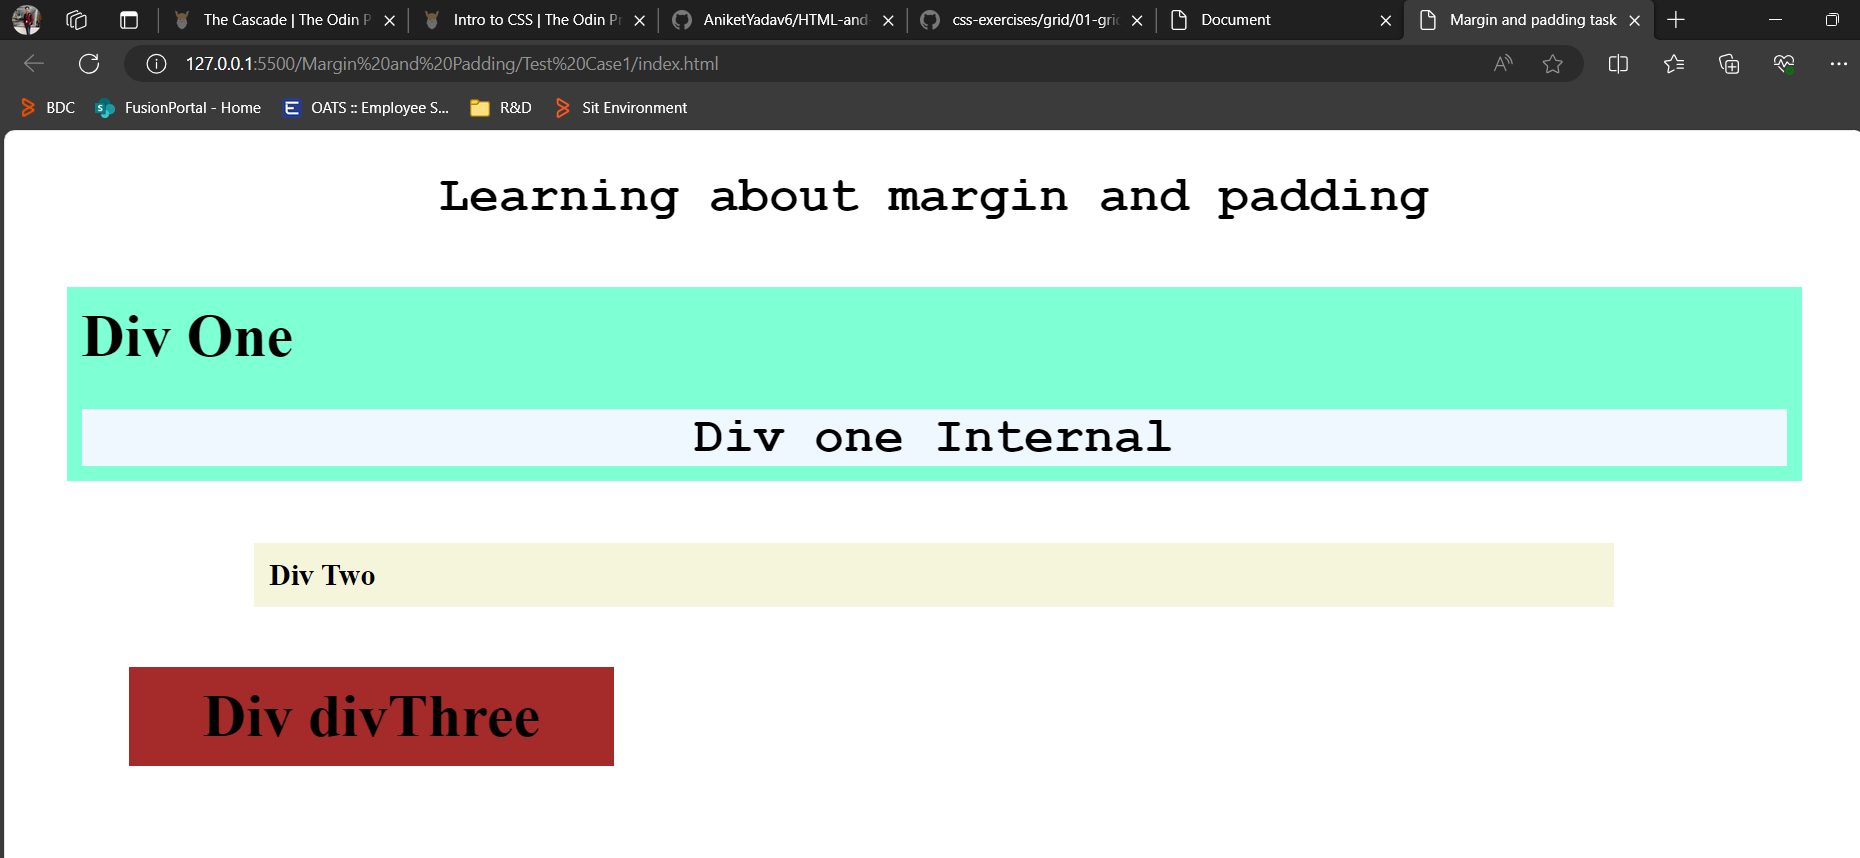 The Cascade | The Odin P
Intro to CSS | The Odin Pr
AniketYadav6/HTML-and-
css-exercises/grid/01-grid
Document
Margin and padding task
127.0.0.1:5500/Margin%20and%20Padding/Test%20Case1/index.html
BDC
FusionPortal - Home
OATS :: Employee S...
R&D
Sit Environment
Learning about margin and padding
Div One
Div one Internal
Div Two
Div divThree